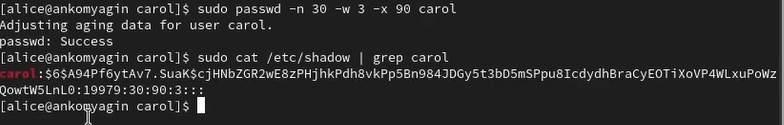 [alice@ankomyagin carol]$ sudo passwd -n 30 -w 3 -x 90 carol
Adjusting aging data for user carol.
passwd: Success
[alice@ankomyagin carol]$ sudo cat /etc/shadow | grep carol
carol:$6$A94Pf6ytAv7.SuaK$cjHNbZGR2wE8zPHjhkPdh8vkPp5Bn984JDGy5t3bD5mSPpu8IcdydhBraCyEOTiXoVP4WLxuPoWz
QowtW5LnL0:19979:30:90:3:::
[alice@ankomyagin carol]$